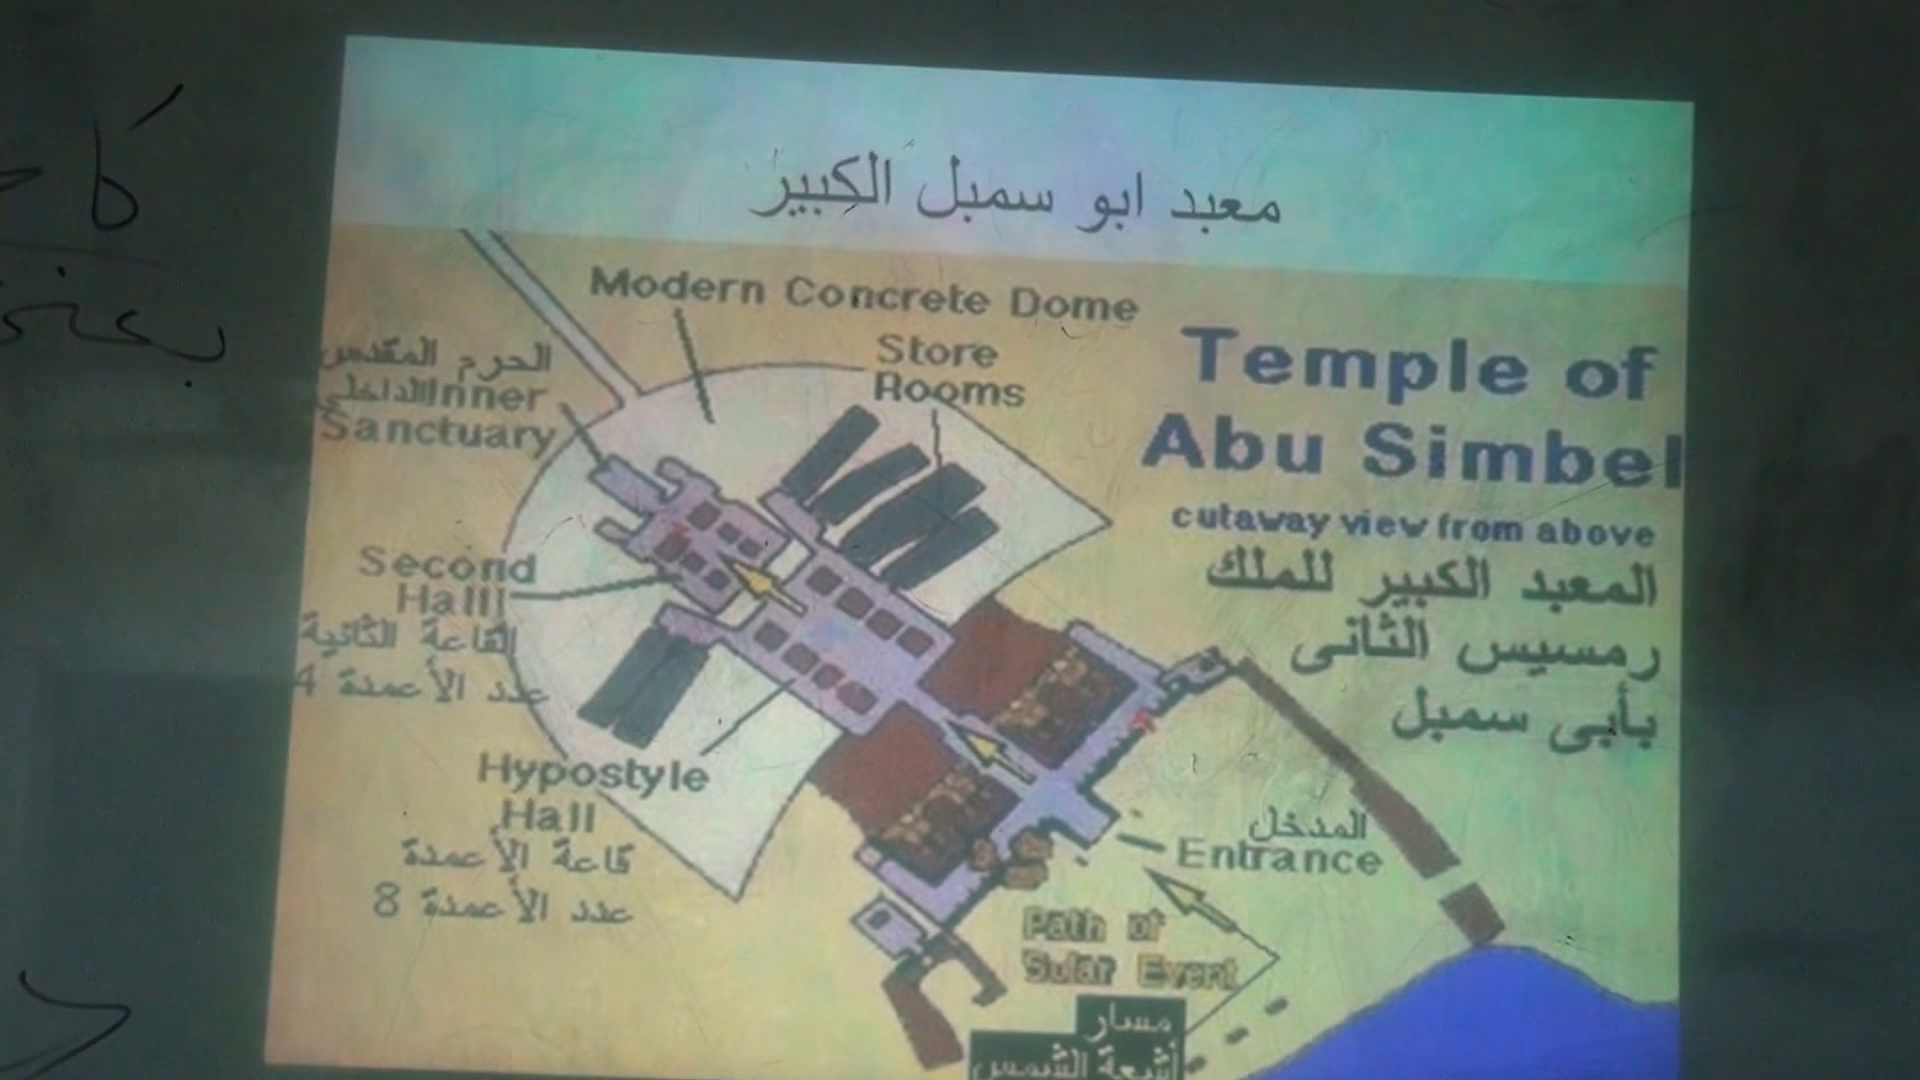 معبد ابو سمبل الكبير
Modern Concrete Dome
Store
Rooms
Temple of
Abu Simbel
cutaway view from above
المعبد الكبير للملك
رمسيس الثانى
بأبى سمبل
الحرم المقدس
الداخلى Inner
Sanctuary
Second
Hall
القاعة الثانية
عدد الأعمدة 4
Hypostyle
Hall
قاعة الأعمدة
عدد الأعمدة 8
المدخل
Entrance
Path of
Solar Event
مسار
أشعة الشمس